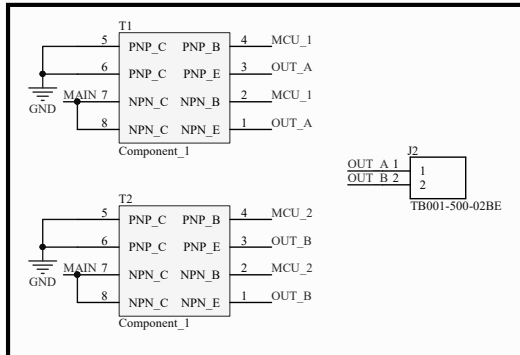 T1
5 PNP_C PNP_B 4 MCU_1
6 PNP_C PNP_E 3 OUT_A
GND MAIN 7 NPN_C NPN_B 2 MCU_1
8 NPN_C NPN_E 1 OUT_A
Component_1
J2
OUT_A 1 1
OUT_B 2 2
TB001-500-02BE
T2
5 PNP_C PNP_B 4 MCU_2
6 PNP_C PNP_E 3 OUT_B
GND MAIN 7 NPN_C NPN_B 2 MCU_2
8 NPN_C NPN_E 1 OUT_B
Component_1